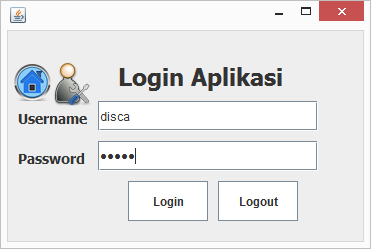 Login Aplikasi
Username disca
Password •••••
Login Logout